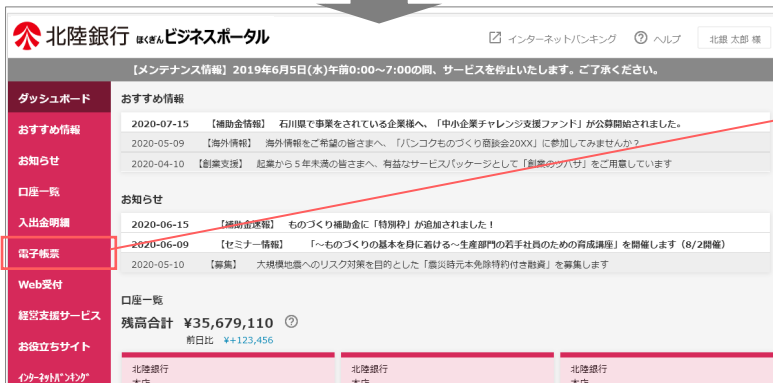 北陸銀行 ほくぎんビジネスポータル
インターネットバンキング ヘルプ 北銀 太郎 様
【メンテナンス情報】2019年6月5日(水)午前0:00～7:00の間、サービスを停止いたします。ご了承ください。
ダッシュボード
おすすめ情報
お知らせ
口座一覧
入出金明細
電子帳票
Web受付
経営支援サービス
お役立ちサイト
ｲﾝﾀｰﾈｯﾄﾊﾞﾝｷﾝｸﾞ
おすすめ情報
2020-07-15 【補助金情報】 石川県で事業をされている企業様へ、「中小企業チャレンジ支援ファンド」が公募開始されました。
2020-05-09 【海外情報】 海外情報をご希望の皆さまへ、「バンコクものづくり商談会20XX」に参加してみませんか？
2020-04-10 【創業支援】 起業から５年未満の皆さまへ、有益なサービスパッケージとして「創業のツバサ」をご用意しています
お知らせ
2020-06-15 【補助金速報】 ものづくり補助金に「特別枠」が追加されました！
2020-06-09 【セミナー情報】 「～ものづくりの基本を身に着ける～生産部門の若手社員のための育成講座」を開催します（8/2開催）
2020-05-10 【募集】 大規模地震へのリスク対策を目的とした「震災時元本免除特約付き融資」を募集します
口座一覧
残高合計 ¥35,679,110
前日比 ¥+123,456
北陸銀行 北陸銀行 北陸銀行
本店 本店 本店